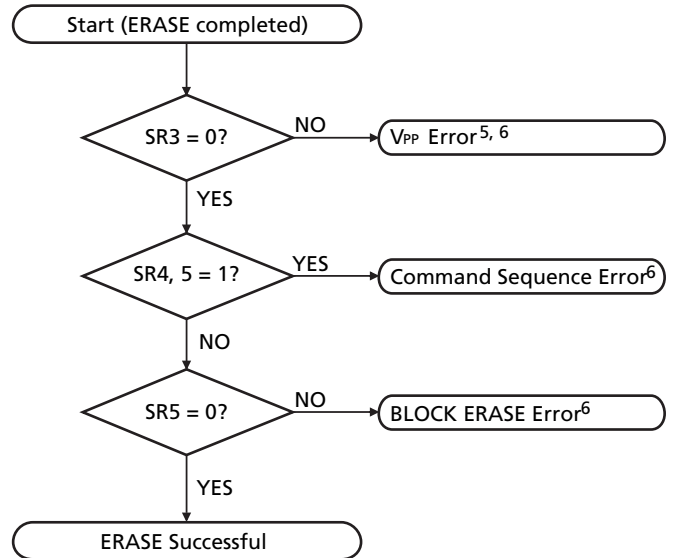 Start (ERASE completed)
SR3 = 0?
NO
VPP Error5, 6
YES
SR4, 5 = 1?
YES
Command Sequence Error6
NO
SR5 = 0?
NO
BLOCK ERASE Error6
YES
ERASE Successful